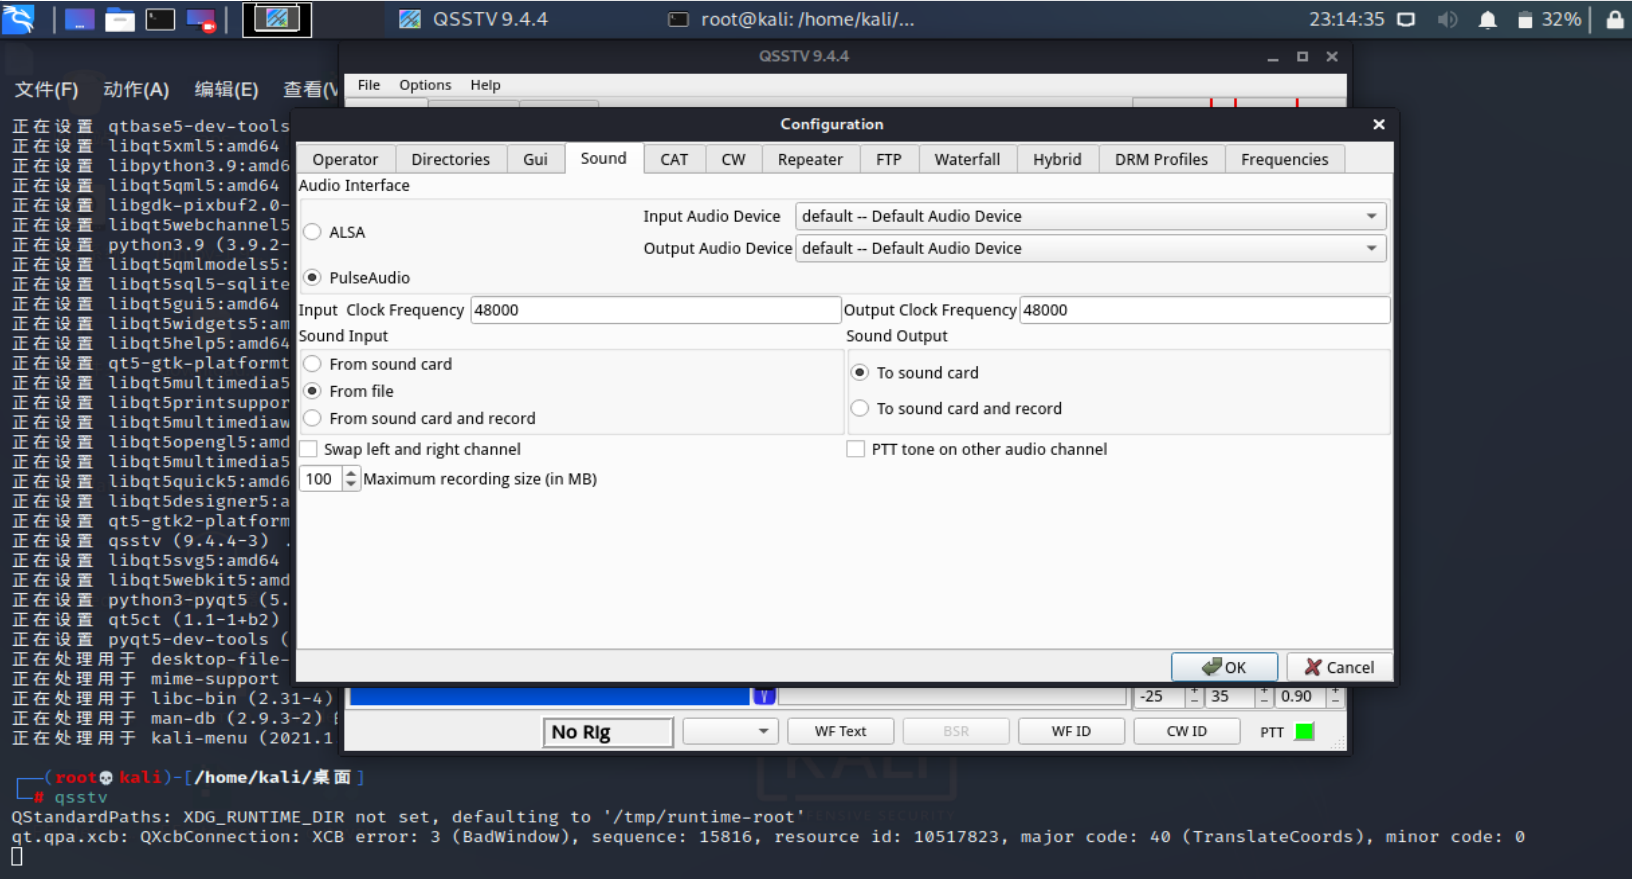 QSSTV 9.4.4
root@kali: /home/kali/...
23:14:35
32%
QSSTV 9.4.4
文件(F) 动作(A) 编辑(E) 查看(V
File Options Help
Configuration
Operator Directories Gui Sound CAT CW Repeater FTP Waterfall Hybrid DRM Profiles Frequencies
Audio Interface
ALSA
PulseAudio
Input Audio Device default -- Default Audio Device
Output Audio Device default -- Default Audio Device
Input Clock Frequency 48000
Output Clock Frequency 48000
Sound Input
From sound card
From file
From sound card and record
Sound Output
To sound card
To sound card and record
Swap left and right channel
PTT tone on other audio channel
100 Maximum recording size (in MB)
OK Cancel
V
-25 35 0.90
No RIg
WF Text BSR WF ID CW ID PTT
正在设置 qtbase5-dev-tools
正在设置 libqt5xml5:amd64
正在设置 libpython3.9:amd6
正在设置 libqt5qml5:amd64
正在设置 libgdk-pixbuf2.0-
正在设置 libqt5webchannel5
正在设置 python3.9 (3.9.2-
正在设置 libqt5qmlmodels5:
正在设置 libqt5sql5-sqlite
正在设置 libqt5gui5:amd64
正在设置 libqt5widgets5:am
正在设置 libqt5help5:amd64
正在设置 qt5-gtk-platformt
正在设置 libqt5multimedia5
正在设置 libqt5printsuppor
正在设置 libqt5multimediaw
正在设置 libqt5opengl5:amd
正在设置 libqt5multimedia5
正在设置 libqt5quick5:amd6
正在设置 libqt5designer5:a
正在设置 qt5-gtk2-platform
正在设置 qsstv (9.4.4-3) .
正在设置 libqt5svg5:amd64
正在设置 libqt5webkit5:amd
正在设置 python3-pyqt5 (5.
正在设置 qt5ct (1.1-1+b2)
正在设置 pyqt5-dev-tools (
正在处理用于 desktop-file-
正在处理用于 mime-support
正在处理用于 libc-bin (2.31-4)
正在处理用于 man-db (2.9.3-2)
正在处理用于 kali-menu (2021.1
KALI
(root💀kali)-[/home/kali/桌面]
# qsstv
QStandardPaths: XDG_RUNTIME_DIR not set, defaulting to '/tmp/runtime-root'
qt.qpa.xcb: QXcbConnection: XCB error: 3 (BadWindow), sequence: 15816, resource id: 10517823, major code: 40 (TranslateCoords), minor code: 0